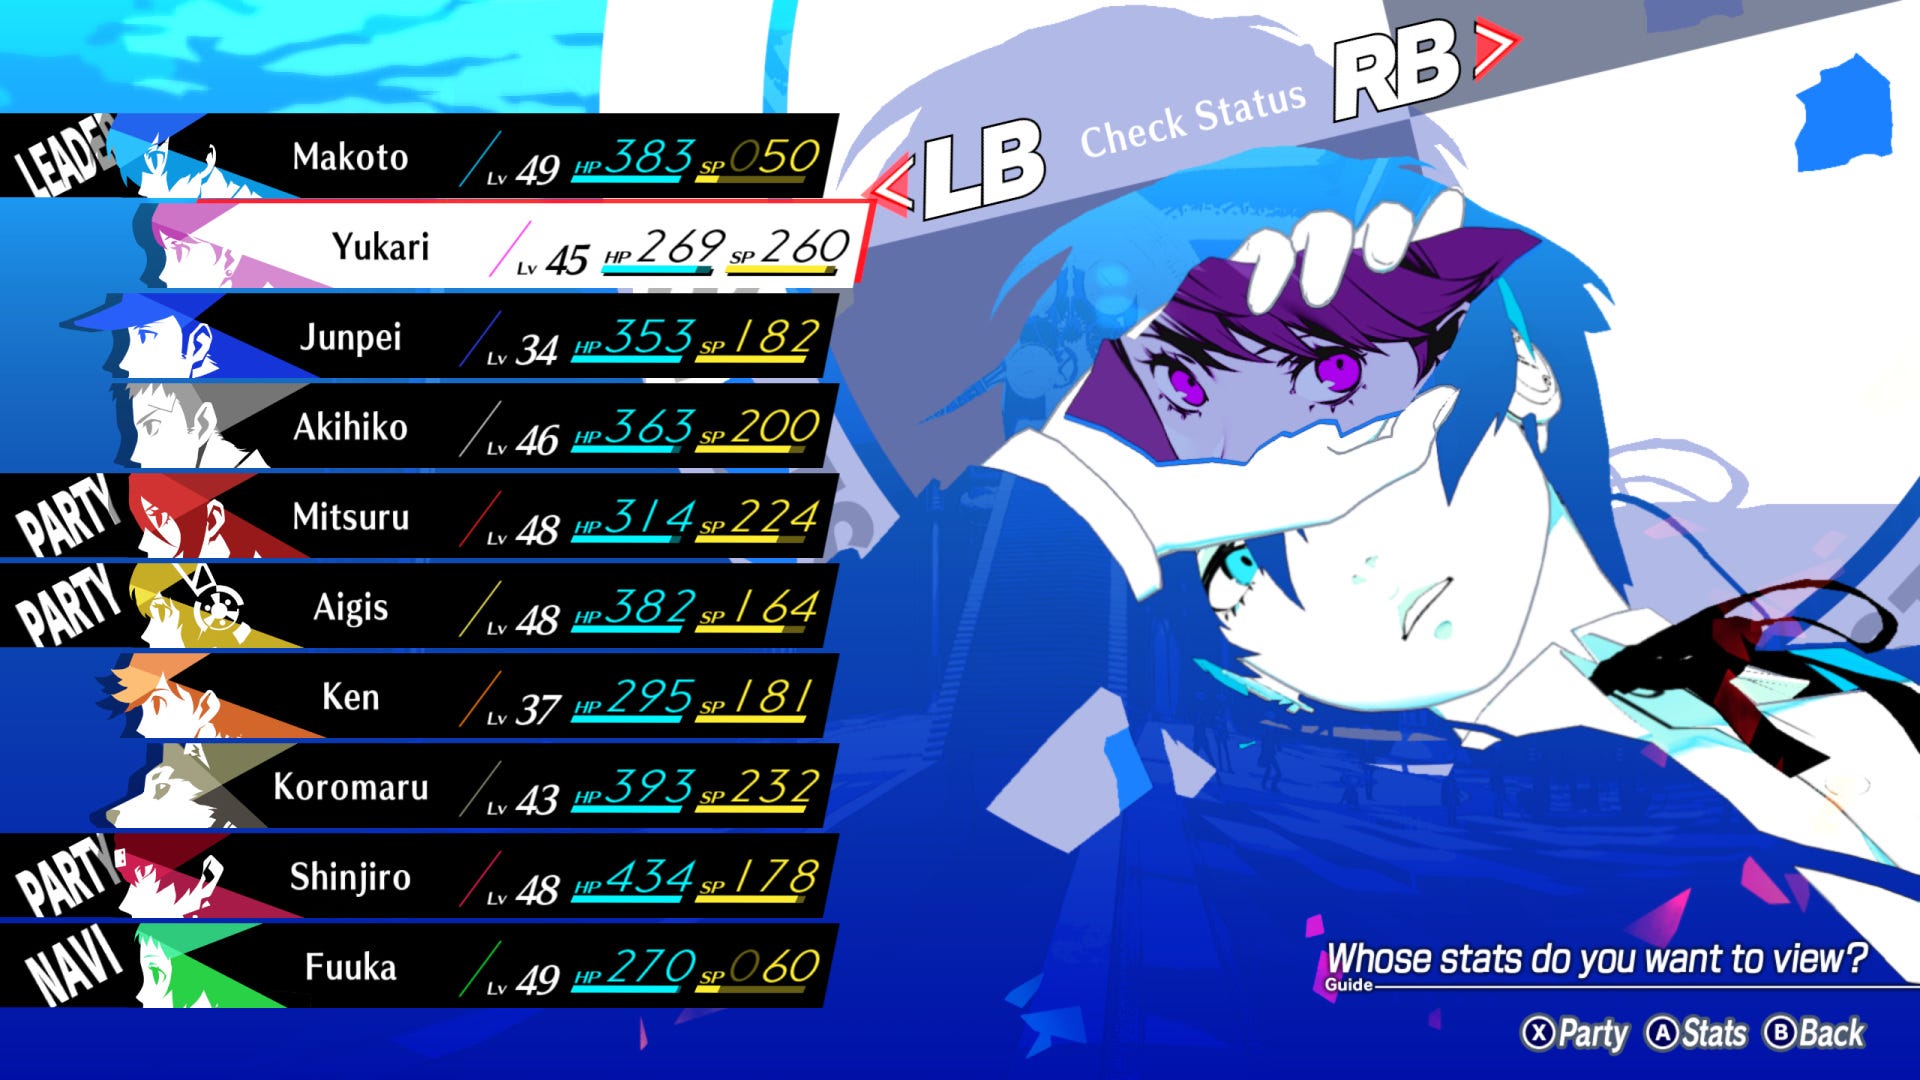 LB Check Status RB
LEADER Makoto Lv 49 HP 383 SP 050
Yukari Lv 45 HP 269 SP 260
Junpei Lv 34 HP 353 SP 182
Akihiko Lv 46 HP 363 SP 200
PARTY Mitsuru Lv 48 HP 314 SP 224
PARTY Aigis Lv 48 HP 382 SP 164
Ken Lv 37 HP 295 SP 181
Koromaru Lv 43 HP 393 SP 232
PARTY Shinjiro Lv 48 HP 434 SP 178
NAVI Fuuka Lv 49 HP 270 SP 060
Whose stats do you want to view?
Guide
X Party A Stats B Back